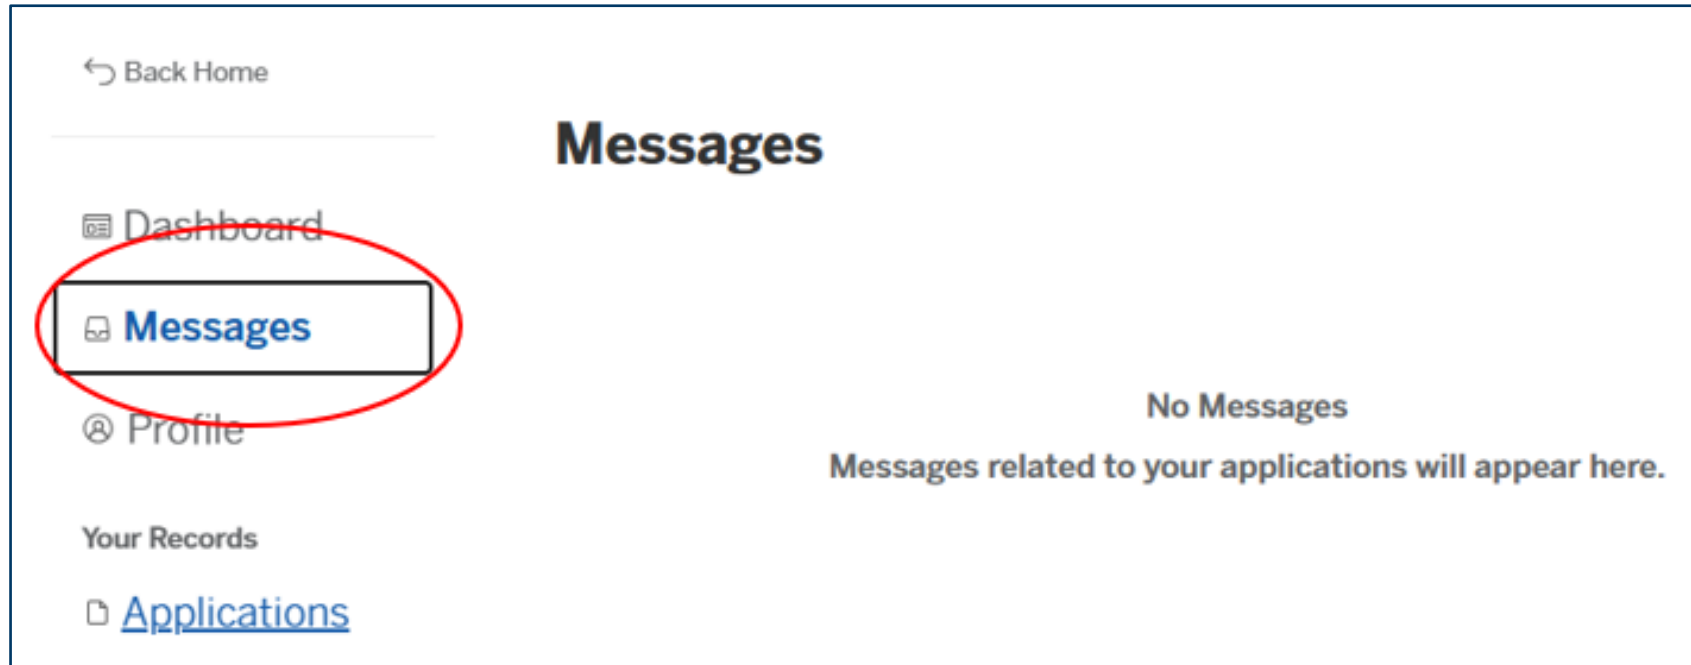 Back Home
Dashboard
Messages
Profile
Your Records
Applications
Messages
No Messages
Messages related to your applications will appear here.